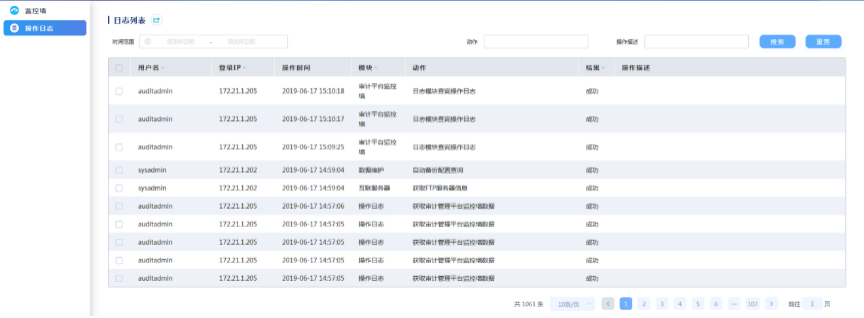 监控墙
操作日志
日志列表
时间范围 - 动作 操作描述 搜索 重置
用户名 登录IP 操作时间 模块 动作 结果 操作描述
auditadmin 172.21.1.205 2019-06-17 15:10:18 审计平台监控墙 日志模块查询操作日志 成功
auditadmin 172.21.1.205 2019-06-17 15:10:17 审计平台监控墙 日志模块查询操作日志 成功
auditadmin 172.21.1.205 2019-06-17 15:09:25 审计平台监控墙 日志模块查询操作日志 成功
sysadmin 172.21.1.202 2019-06-17 14:59:04 数据维护 自动备份配置查询 成功
sysadmin 172.21.1.202 2019-06-17 14:59:04 互联服务器 获取FTP服务器信息 成功
auditadmin 172.21.1.205 2019-06-17 14:57:06 操作日志 获取审计管理平台监控墙数据 成功
auditadmin 172.21.1.205 2019-06-17 14:57:05 操作日志 获取审计管理平台监控墙数据 成功
auditadmin 172.21.1.205 2019-06-17 14:57:05 操作日志 获取审计管理平台监控墙数据 成功
auditadmin 172.21.1.205 2019-06-17 14:57:05 操作日志 获取审计管理平台监控墙数据 成功
auditadmin 172.21.1.205 2019-06-17 14:57:05 操作日志 获取审计管理平台监控墙数据 成功
共 1061 条 10条/页 < 1 2 3 4 5 6 ··· 107 > 前往 1 页